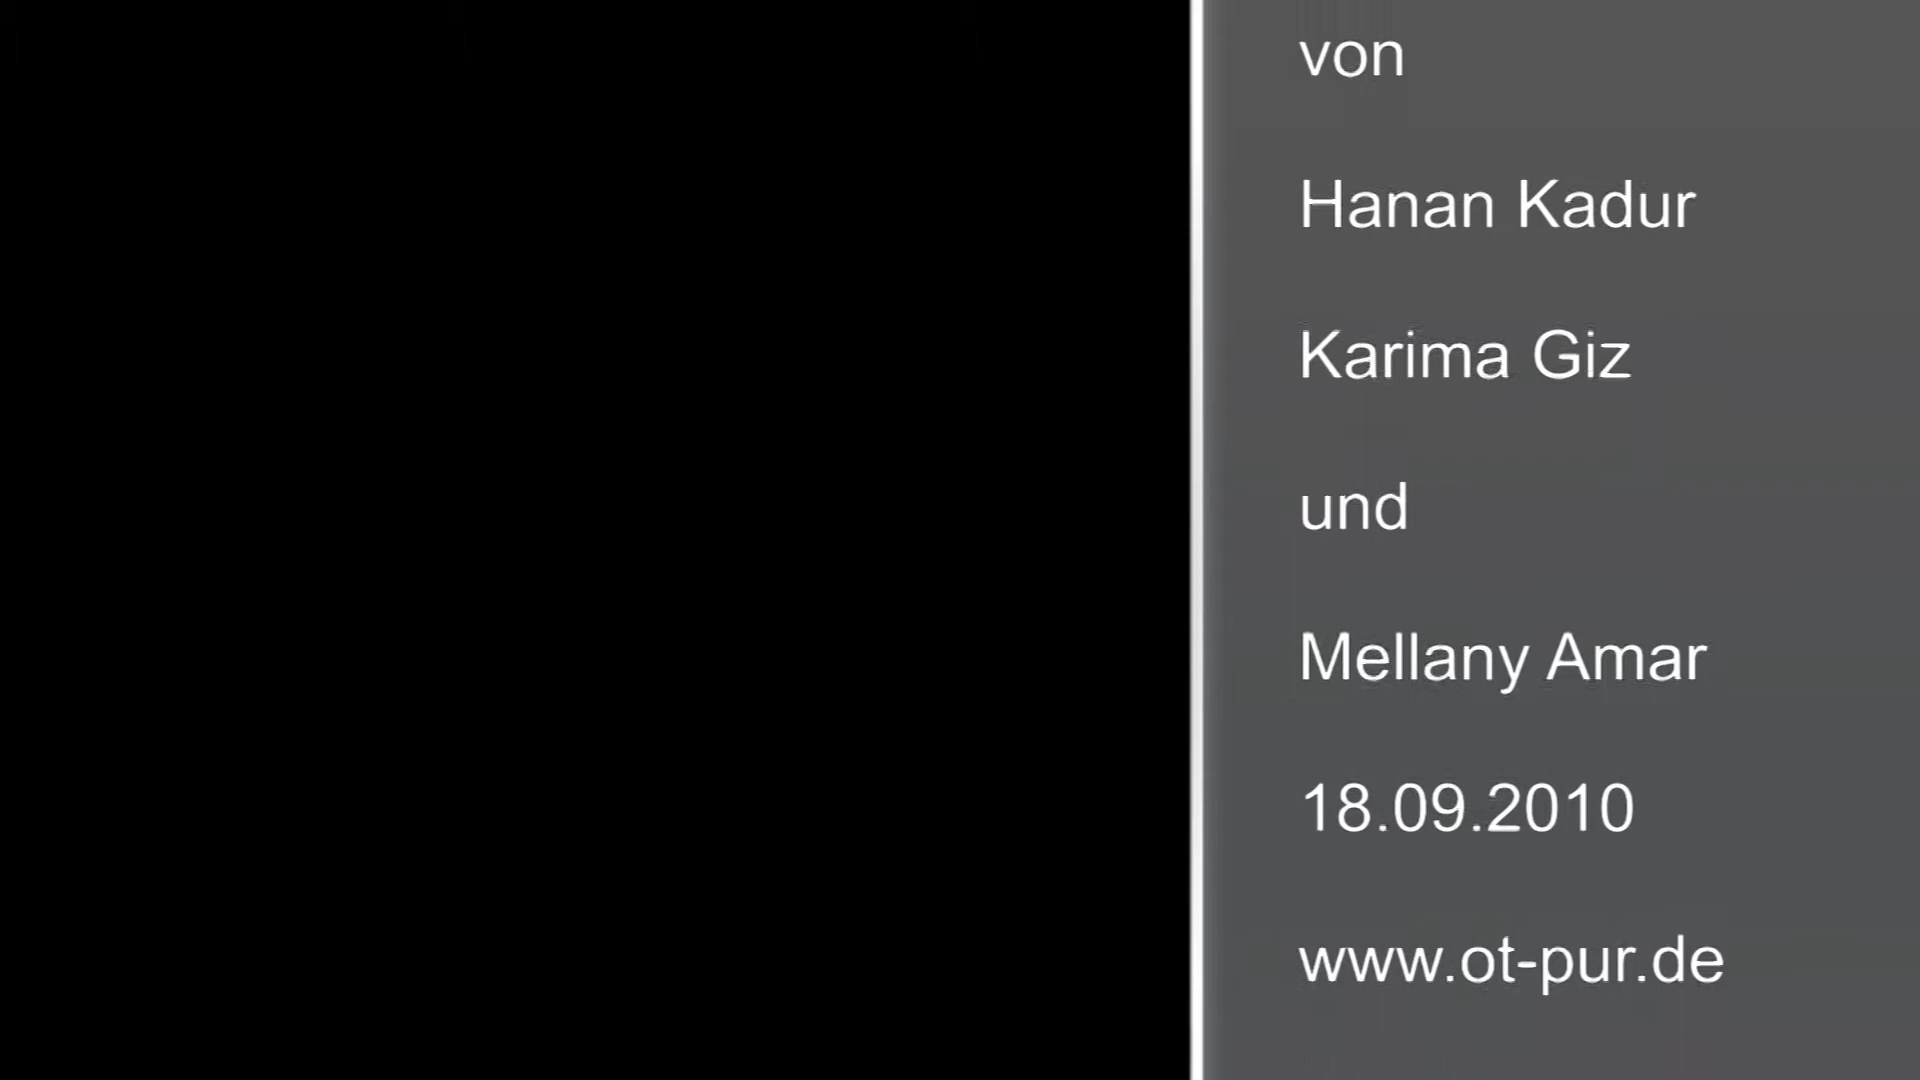 von
Hanan Kadur
Karima Giz
und
Mellany Amar
18.09.2010
www.ot-pur.de